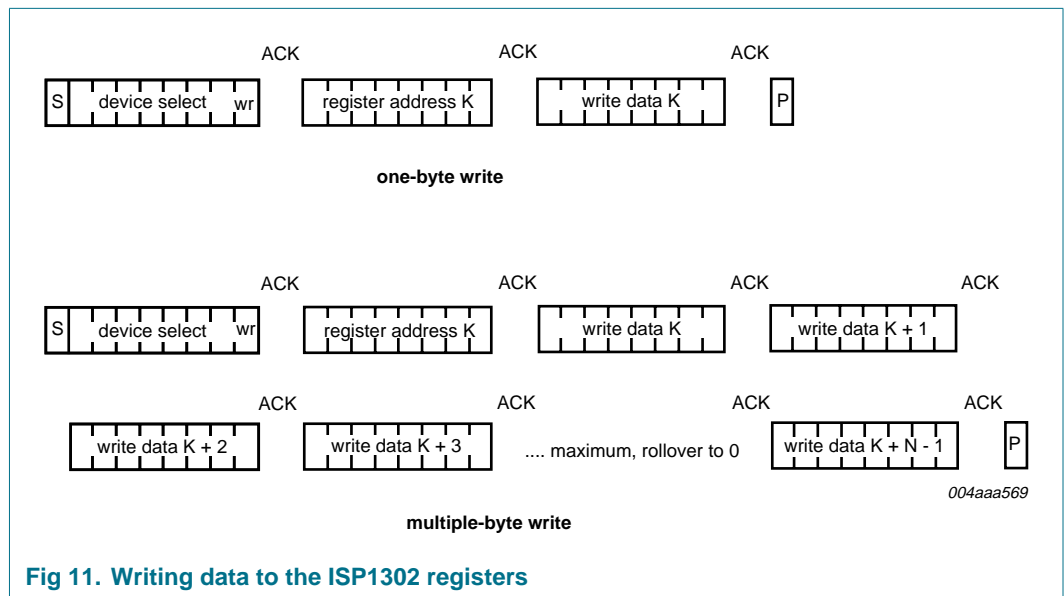 ACK ACK ACK
S device select wr register address K write data K P
one-byte write
ACK ACK ACK ACK
S device select wr register address K write data K write data K + 1
ACK ACK ACK ACK
write data K + 2 write data K + 3 .... maximum, rollover to 0 write data K + N - 1 P
004aaa569
multiple-byte write
Fig 11. Writing data to the ISP1302 registers